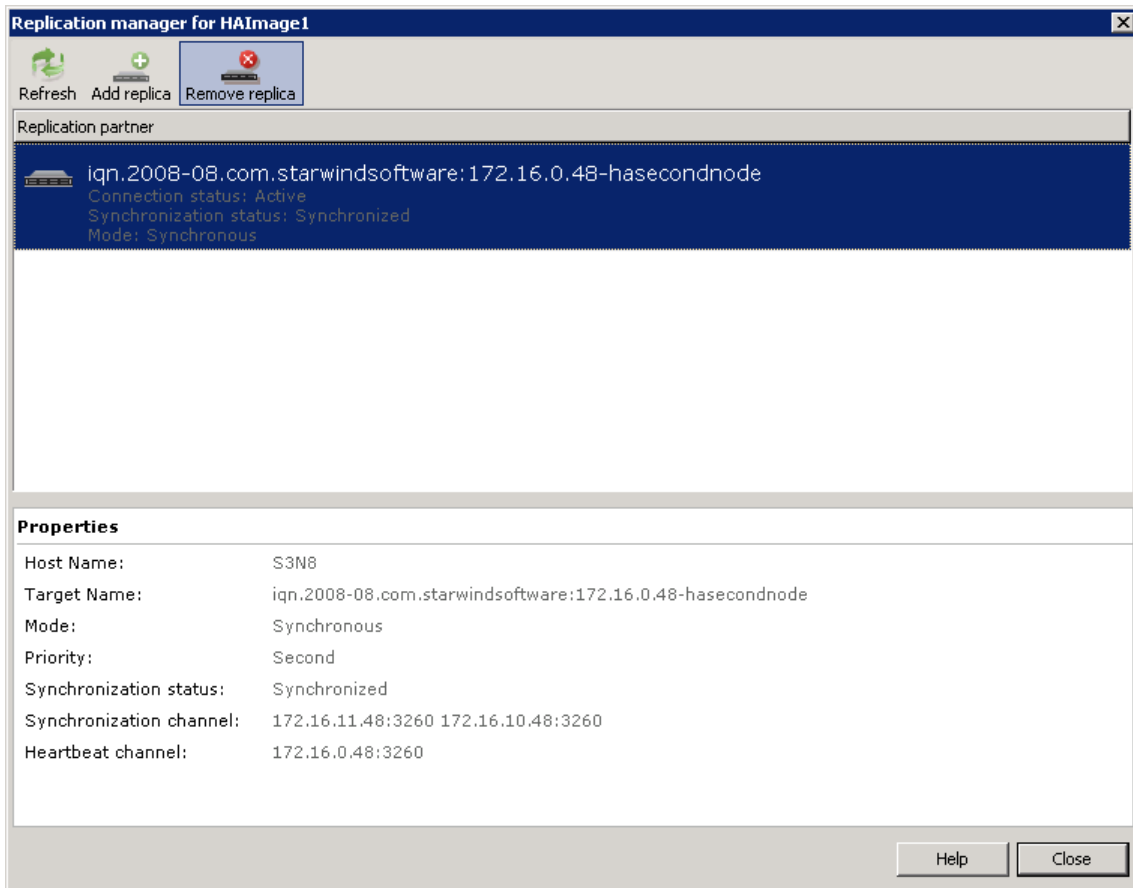 Replication manager for HAImage1
Refresh Add replica Remove replica
Replication partner
iqn.2008-08.com.starwindsoftware:172.16.0.48-hasecondnode
Connection status: Active
Synchronization status: Synchronized
Mode: Synchronous
Properties
Host Name: S3N8
Target Name: iqn.2008-08.com.starwindsoftware:172.16.0.48-hasecondnode
Mode: Synchronous
Priority: Second
Synchronization status: Synchronized
Synchronization channel: 172.16.11.48:3260 172.16.10.48:3260
Heartbeat channel: 172.16.0.48:3260
Help Close